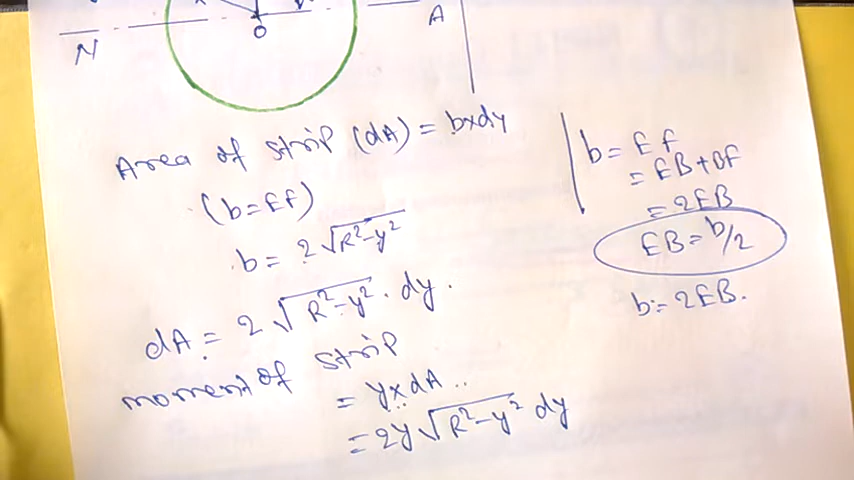 N O A
Area of strip (dA) = b×dy
(b=EF)
b = 2√R²-y²
dA = 2√R²-y² . dy.
moment of strip
= y×dA ..
= 2y√R²-y² dy
b = EF
= EB+BF
= 2EB
EB = b/2
b = 2EB.